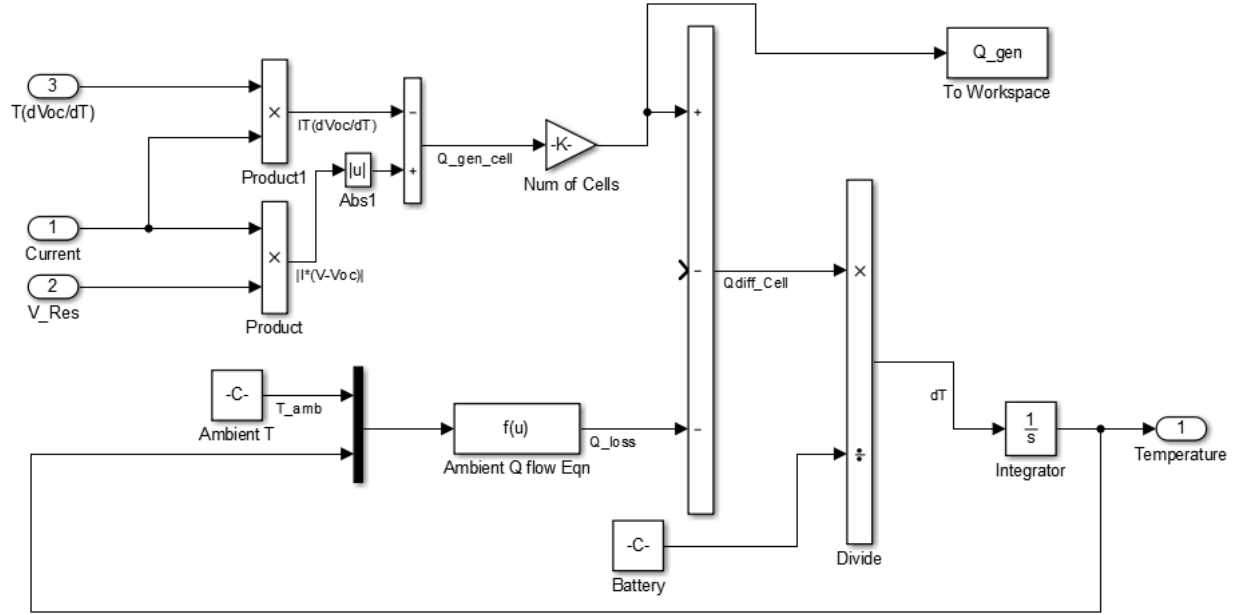 3
T(dVoc/dT)
×
IT(dVoc/dT)
Product1
−
+
Q_gen_cell
-K-
Num of Cells
|u|
Abs1
1
Current
×
|I*(V-Voc)|
2
V_Res
Product
Q_gen
To Workspace
+
−
−
Qdiff_Cell
×
÷
Divide
-C-
T_amb
Ambient T
f(u)
Q_loss
Ambient Q flow Eqn
-C-
Battery
dT
1
s
Integrator
1
Temperature